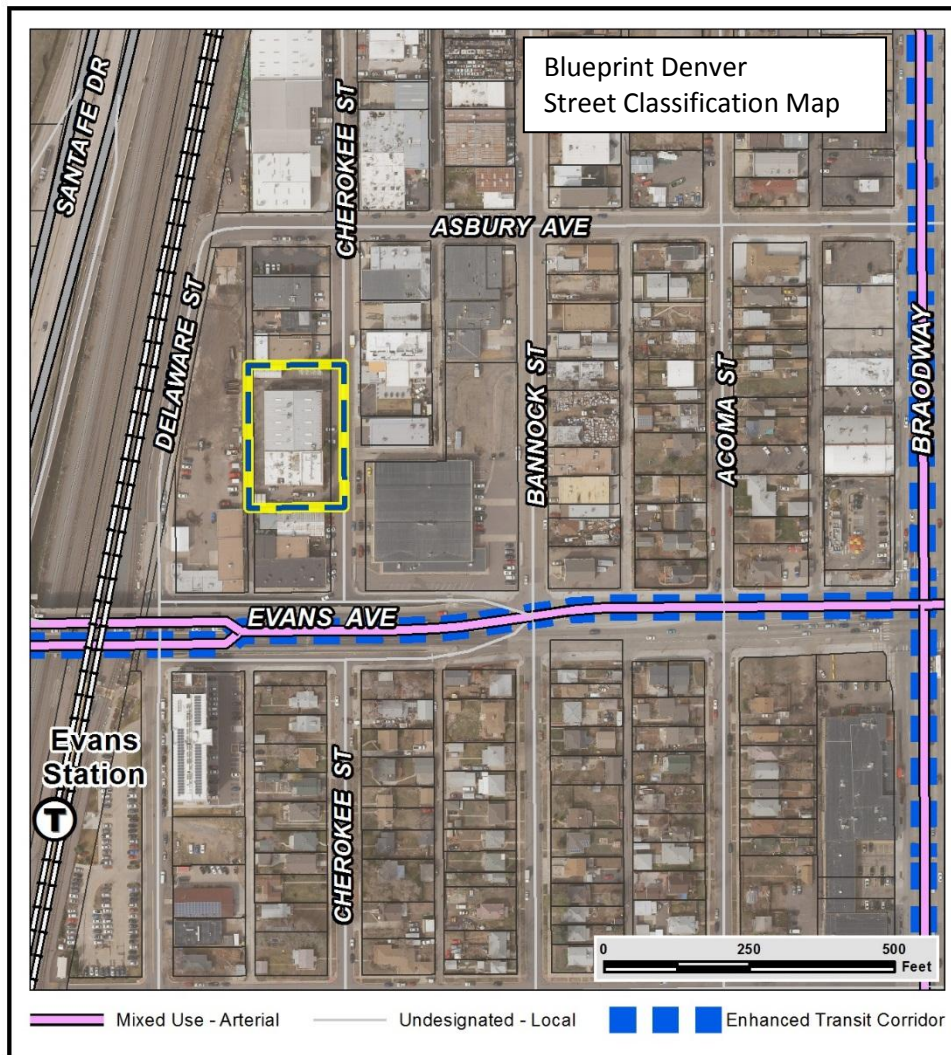 Blueprint Denver
Street Classification Map
SANTAFE DR
CHEROKEE ST
ASBURY AVE
DELAWARE ST
BANNOCK ST
ACOMA ST
BRAODWAY
EVANS AVE
Evans
Station
T
CHEROKEE ST
0 250 500
Feet
Mixed Use - Arterial Undesignated - Local Enhanced Transit Corridor